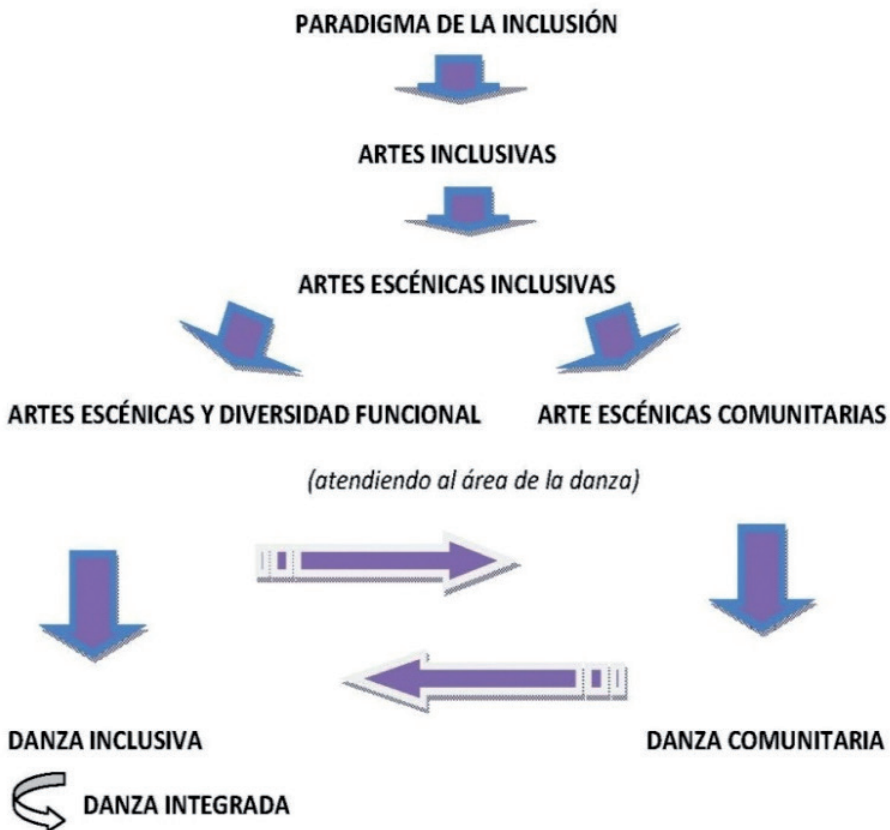 PARADIGMA DE LA INCLUSIÓN
ARTES INCLUSIVAS
ARTES ESCÉNICAS INCLUSIVAS
ARTES ESCÉNICAS Y DIVERSIDAD FUNCIONAL
ARTE ESCÉNICAS COMUNITARIAS
(atendiendo al área de la danza)
DANZA INCLUSIVA
DANZA COMUNITARIA
DANZA INTEGRADA